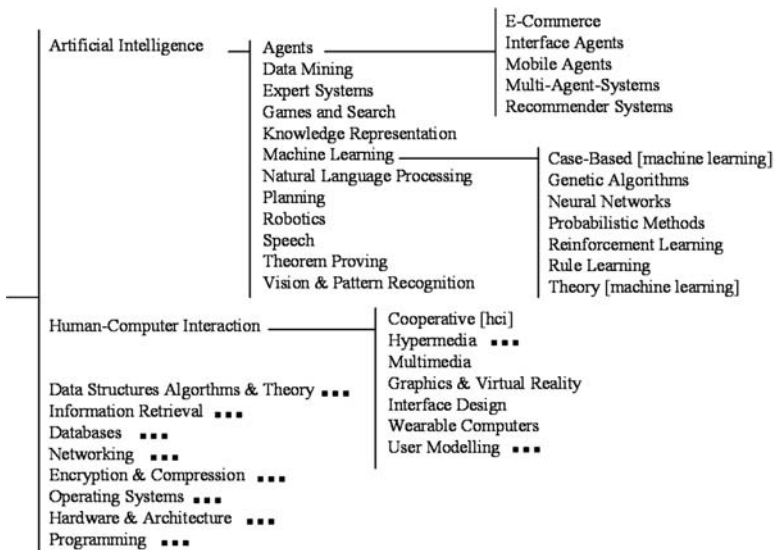 Artificial Intelligence
Agents
Data Mining
Expert Systems
Games and Search
Knowledge Representation
Machine Learning
Natural Language Processing
Planning
Robotics
Speech
Theorem Proving
Vision & Pattern Recognition
E-Commerce
Interface Agents
Mobile Agents
Multi-Agent-Systems
Recommender Systems
Case-Based [machine learning]
Genetic Algorithms
Neural Networks
Probabilistic Methods
Reinforcement Learning
Rule Learning
Theory [machine learning]
Human-Computer Interaction
Cooperative [hci]
Hypermedia ▪▪▪
Multimedia
Graphics & Virtual Reality
Interface Design
Wearable Computers
User Modelling ▪▪▪
Data Structures Algorthms & Theory ▪▪▪
Information Retrieval ▪▪▪
Databases ▪▪▪
Networking ▪▪▪
Encryption & Compression ▪▪▪
Operating Systems ▪▪▪
Hardware & Architecture ▪▪▪
Programming ▪▪▪